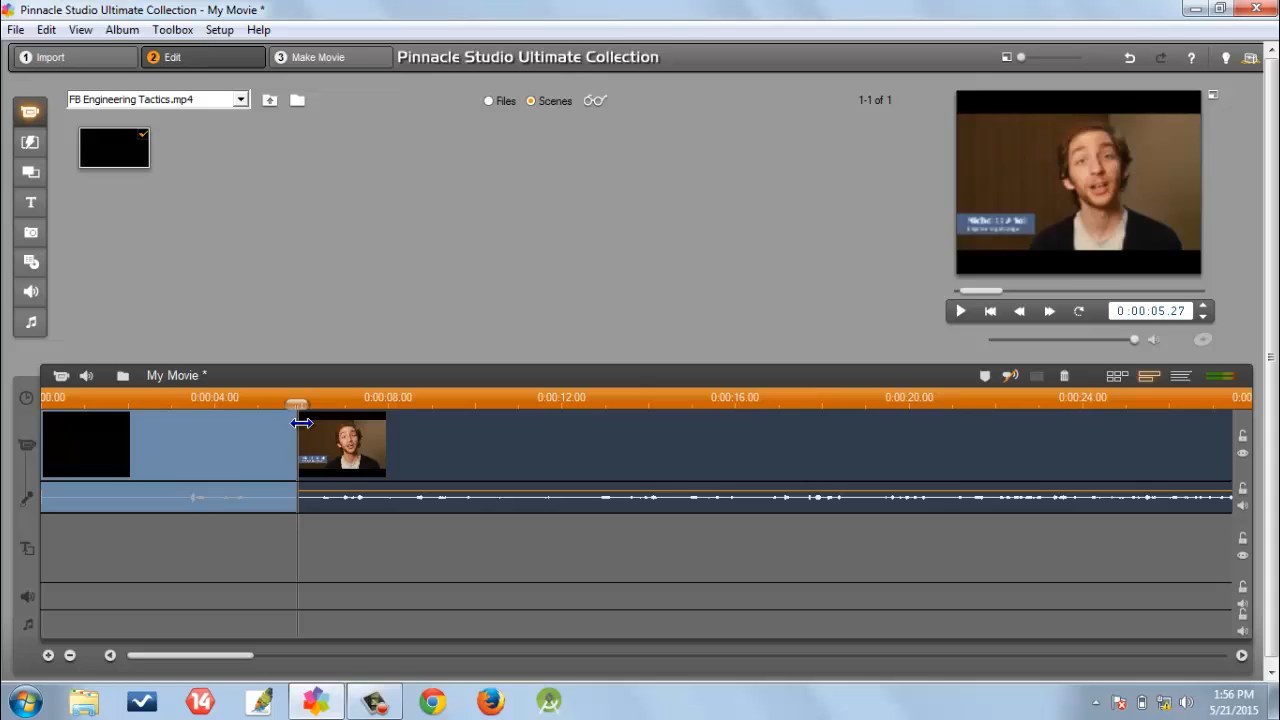 Pinnacle Studio Ultimate Collection - My Movie *
File Edit View Album Toolbox Setup Help
1 Import 2 Edit 3 Make Movie Pinnacle Studio Ultimate Collection ?
FB Engineering Tactics.mp4 Files Scenes 1-1 of 1
T
0:00:05.27
My Movie *
00.00 0:00:04.00 0:00:08.00 0:00:12.00 0:00:16.00 0:00:20.00 0:00:24.00 0:00
14 1:56 PM
5/21/2015